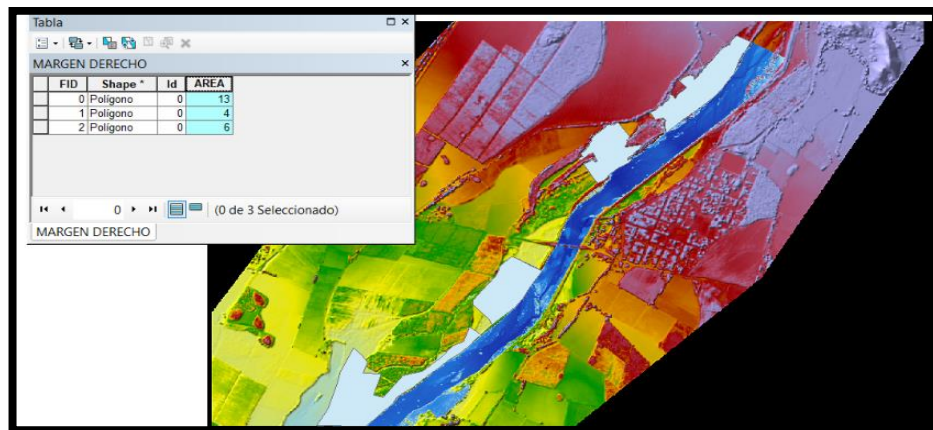 Tabla
MARGEN DERECHO
FID Shape * Id AREA
0 Polígono 0 13
1 Polígono 0 4
2 Polígono 0 6
0 (0 de 3 Seleccionado)
MARGEN DERECHO